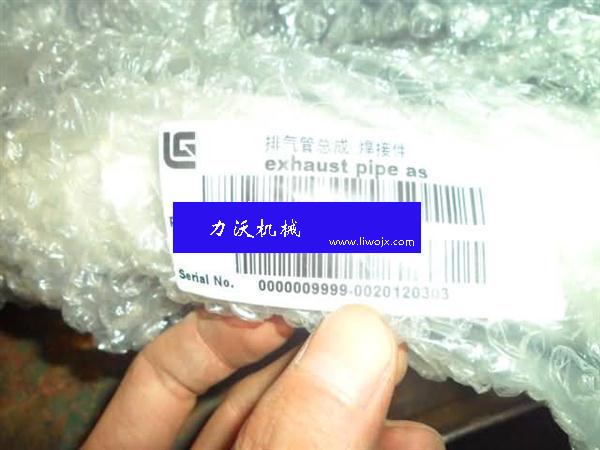 LG
排气管总成 焊接件
exhaust pipe as
力沃机械
www.liwojx.com
Serial No. 0000009999-0020120303